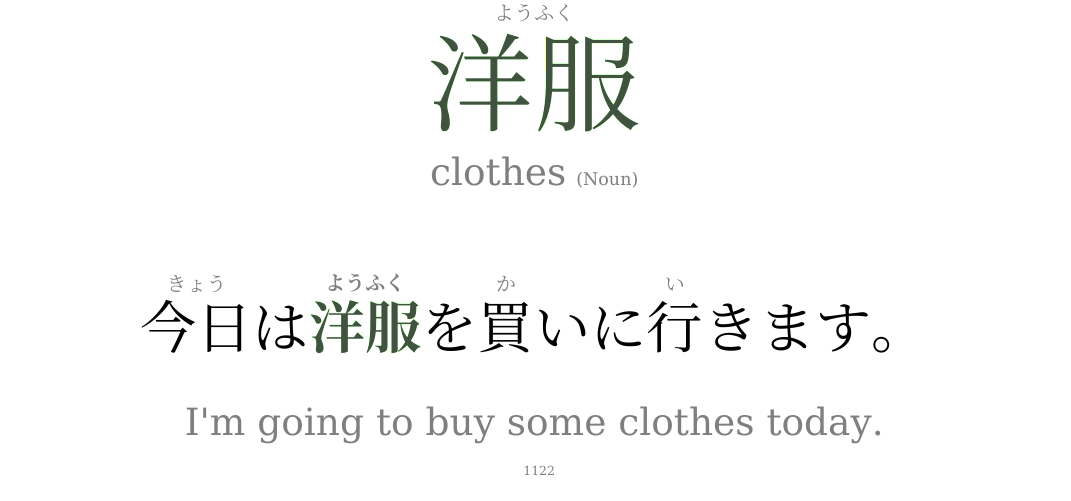 ようふく
洋服
clothes (Noun)
きょう ようふく か い
今日は洋服を買いに行きます。
I'm going to buy some clothes today.
1122